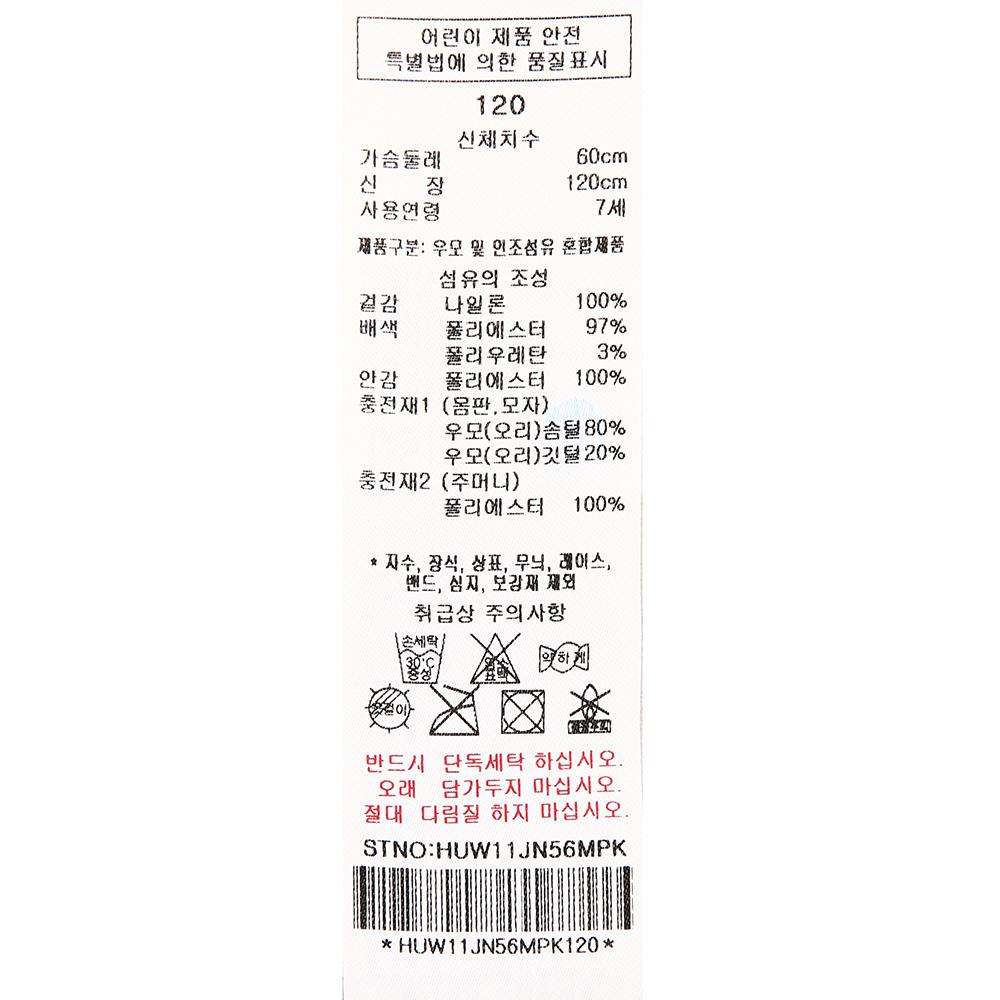 어린이 제품 안전
특별법에 의한 품질표시
120
신체치수
가슴둘레 60cm
신 장 120cm
사용연령 7세
제품구분: 우모 및 인조섬유 혼합제품
섬유의 조성
겉감 나일론 100%
배색 폴리에스터 97%
폴리우레탄 3%
안감 폴리에스터 100%
충전재1 (몸판,모자)
우모(오리)솜털80%
우모(오리)깃털20%
충전재2 (주머니)
폴리에스터 100%
* 자수, 장식, 상표, 무늬, 레이스,
밴드, 심지, 보강재 제외
취급상 주의사항
손세탁
30°C
중성
염소
표백
약하게
옷걸이
반드시 단독세탁 하십시오.
오래 담가두지 마십시오.
절대 다림질 하지 마십시오.
STNO:HUW11JN56MPK
*HUW11JN56MPK120*